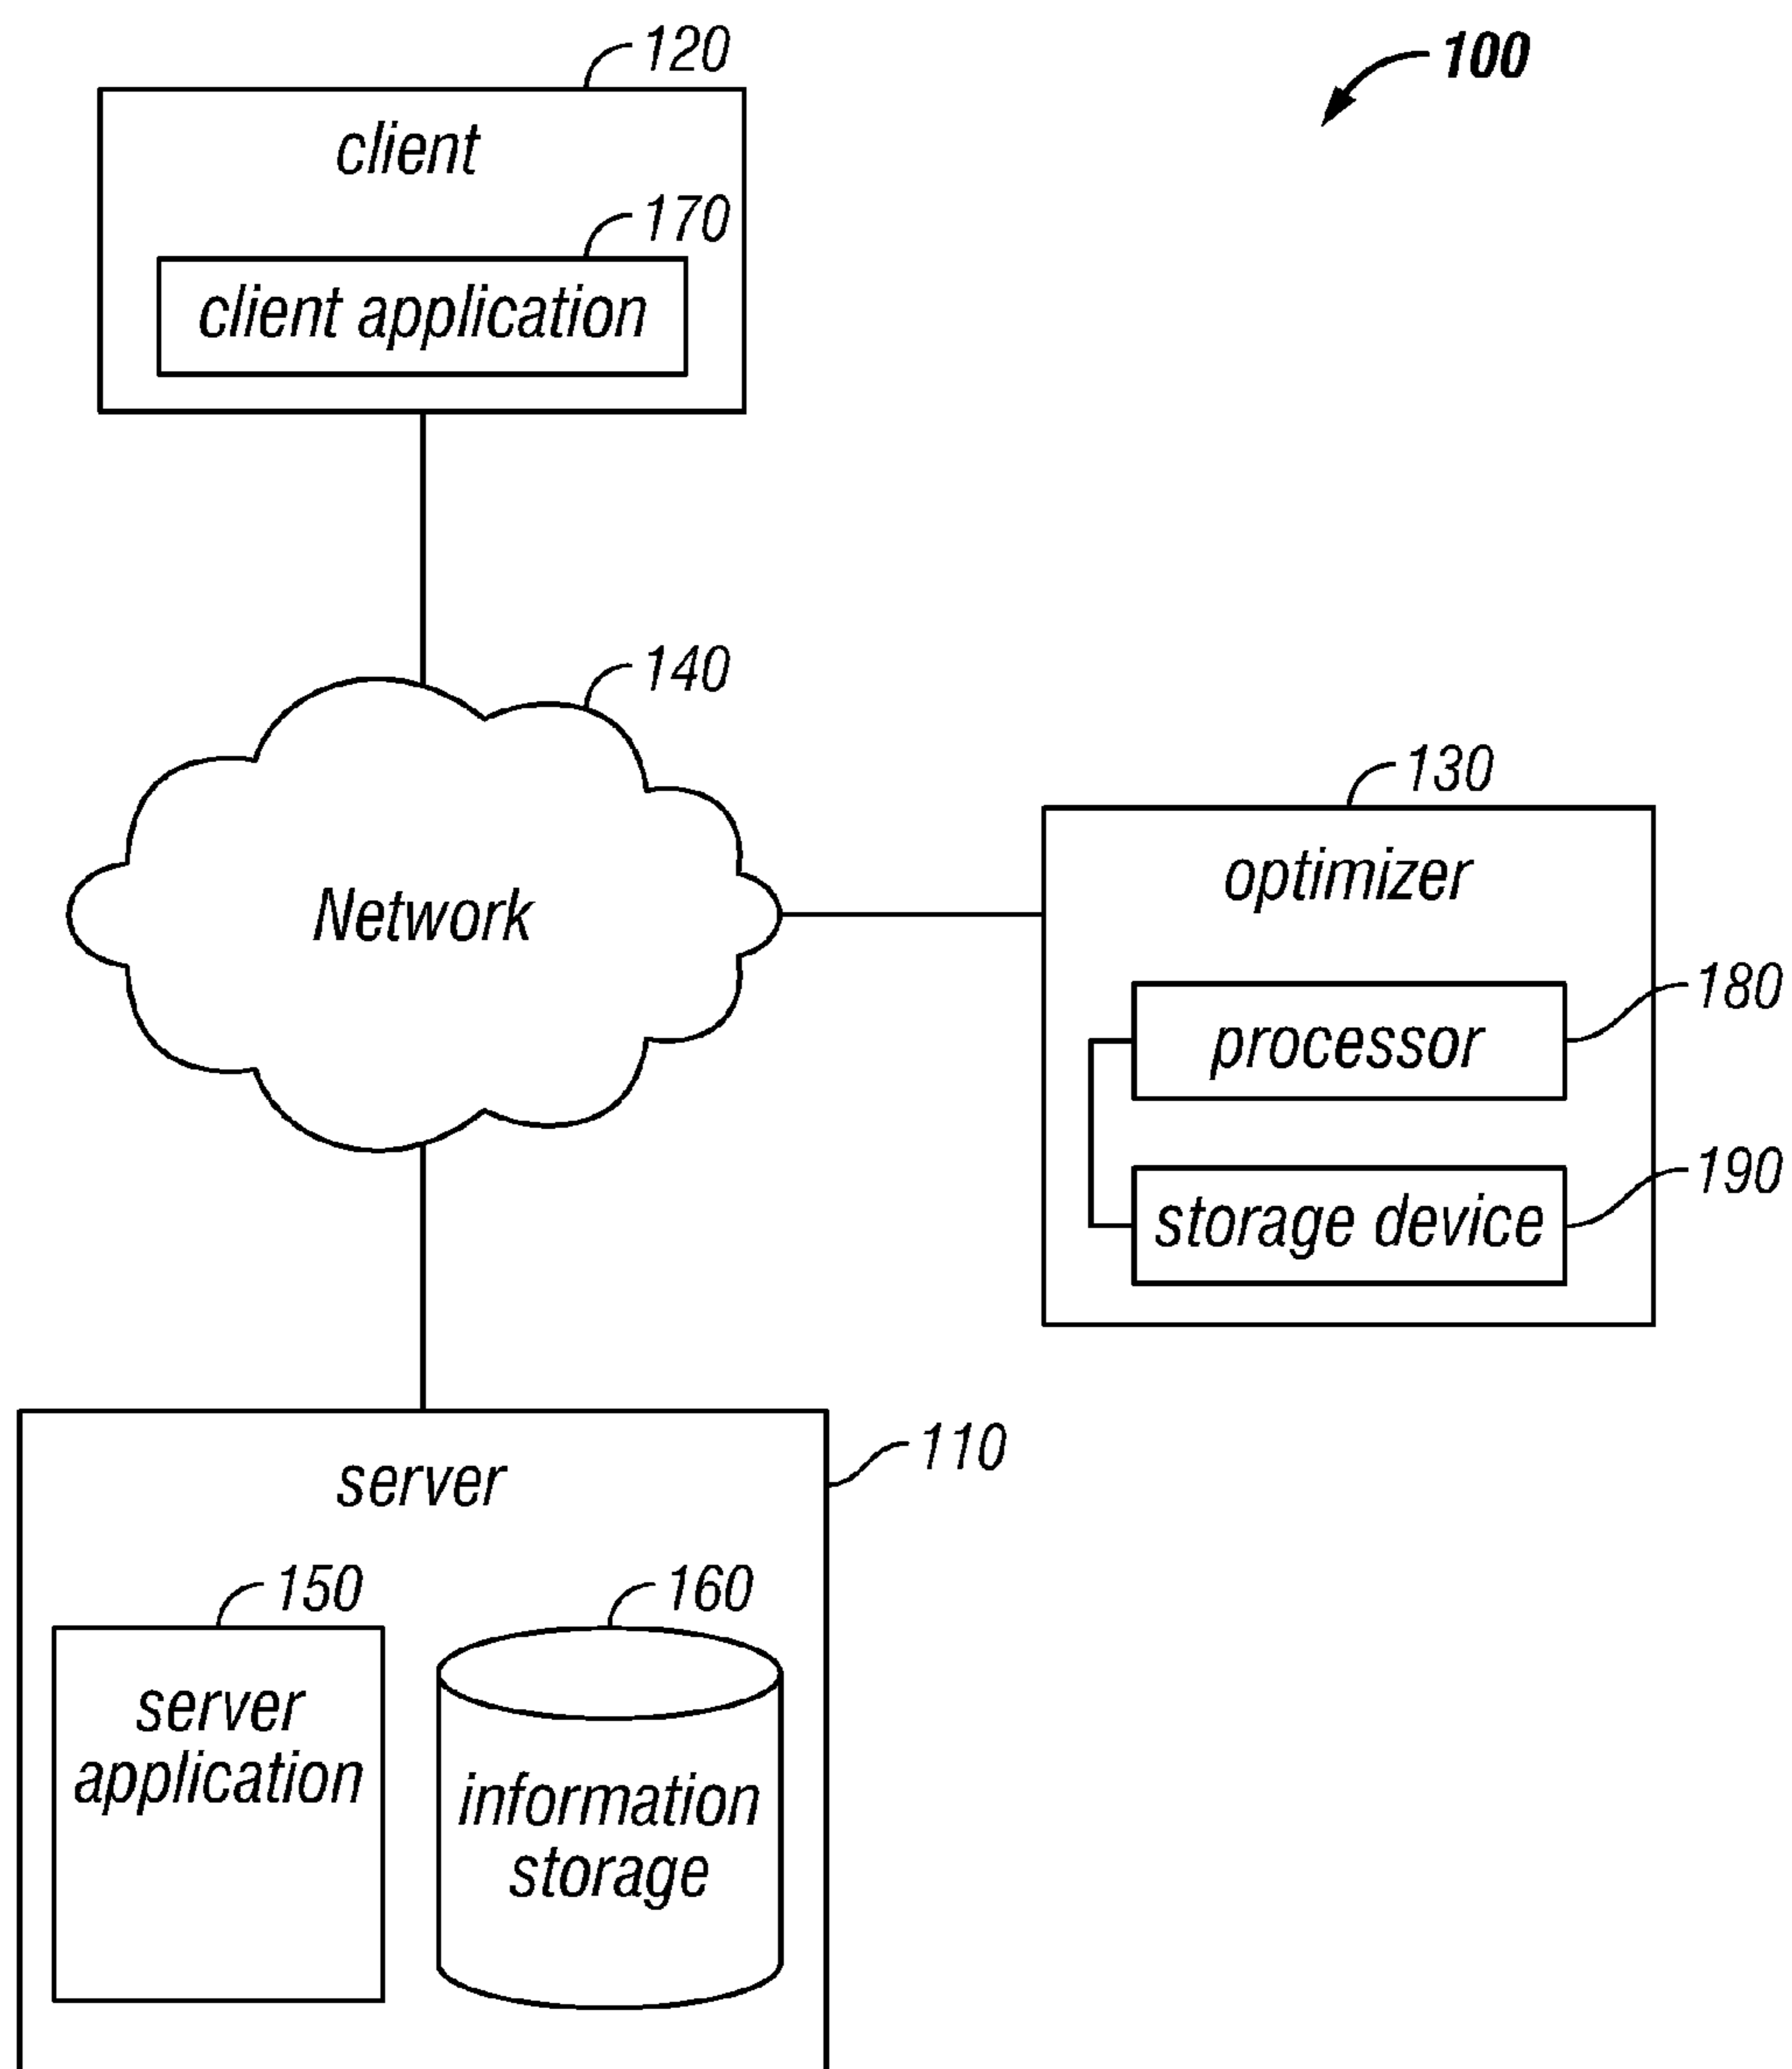 120
100
client
170
client application
140
130
optimizer
Network
180
processor
190
storage device
110
server
150
160
server
application
information
storage